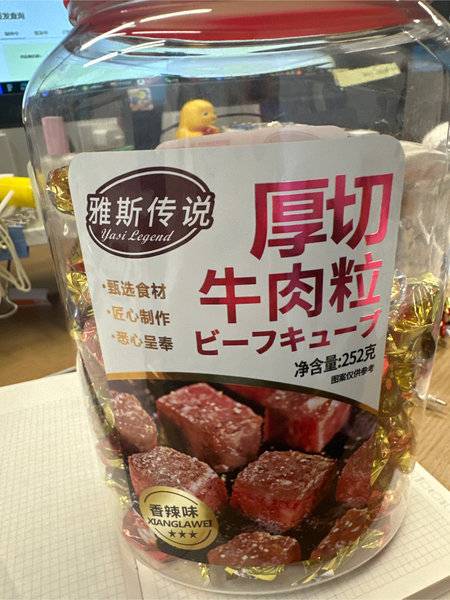 雅斯传说
Yasi Legend
厚切
牛肉粒
ビーフキューブ
·甄选食材
·匠心制作
·悉心呈奉
净含量:252克
图案仅供参考
香辣味
XIANGLAWEI
★★★